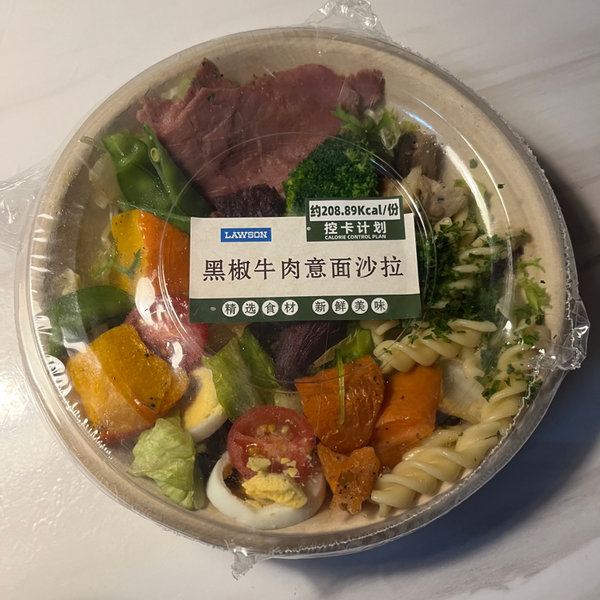 约208.89Kcal/份
控卡计划
CALORIE CONTROL PLAN
LAWSON
黑椒牛肉意面沙拉
精选食材 新鲜美味